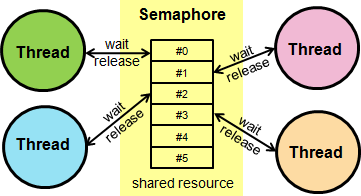 Semaphore
Thread
wait
release
#0
#1
#2
#3
#4
#5
wait
release
Thread
Thread
wait
release
wait
release
Thread
shared resource